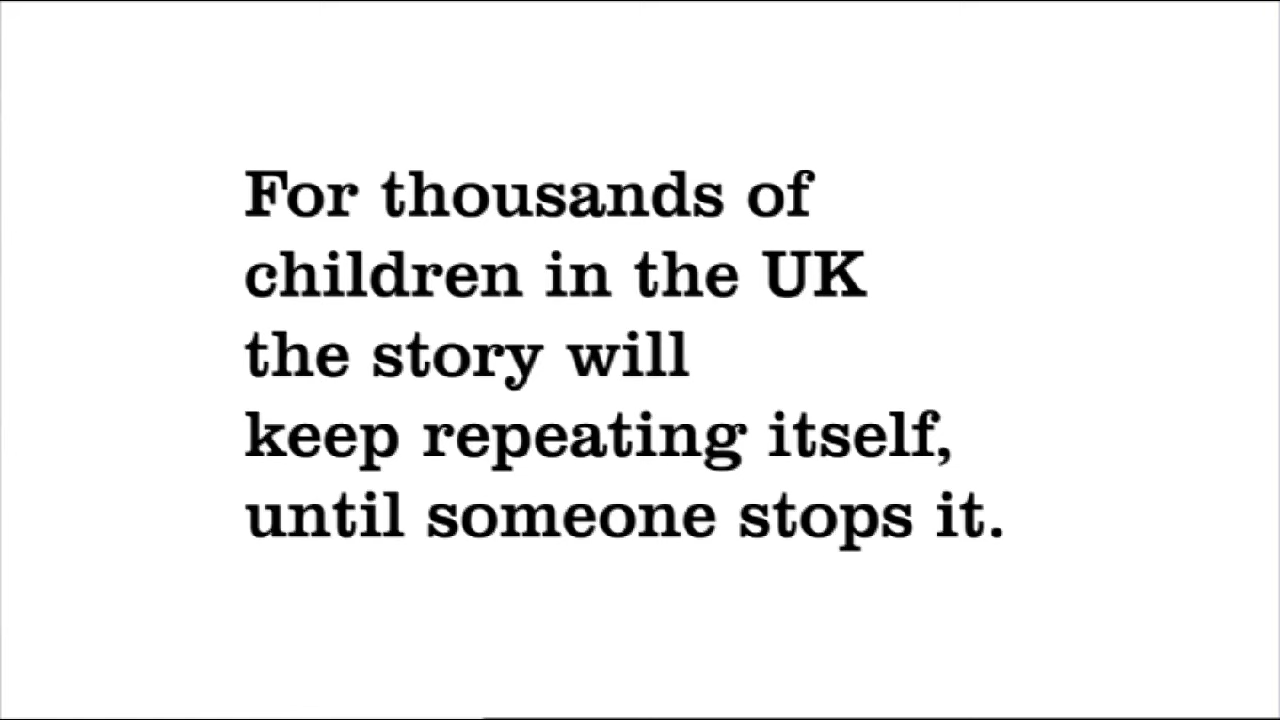 For thousands of
children in the UK
the story will
keep repeating itself,
until someone stops it.